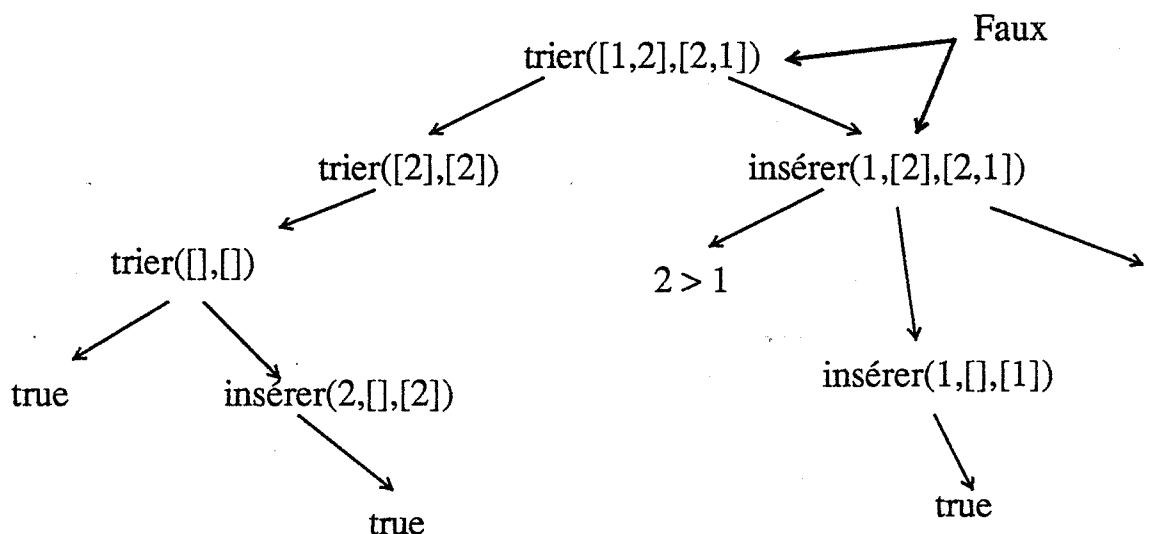 Faux
trier([1,2],[2,1])
trier([2],[2])
insérer(1,[2],[2,1])
trier([],[])
2 > 1
true
insérer(2,[],[2])
insérer(1,[],[1])
true
true